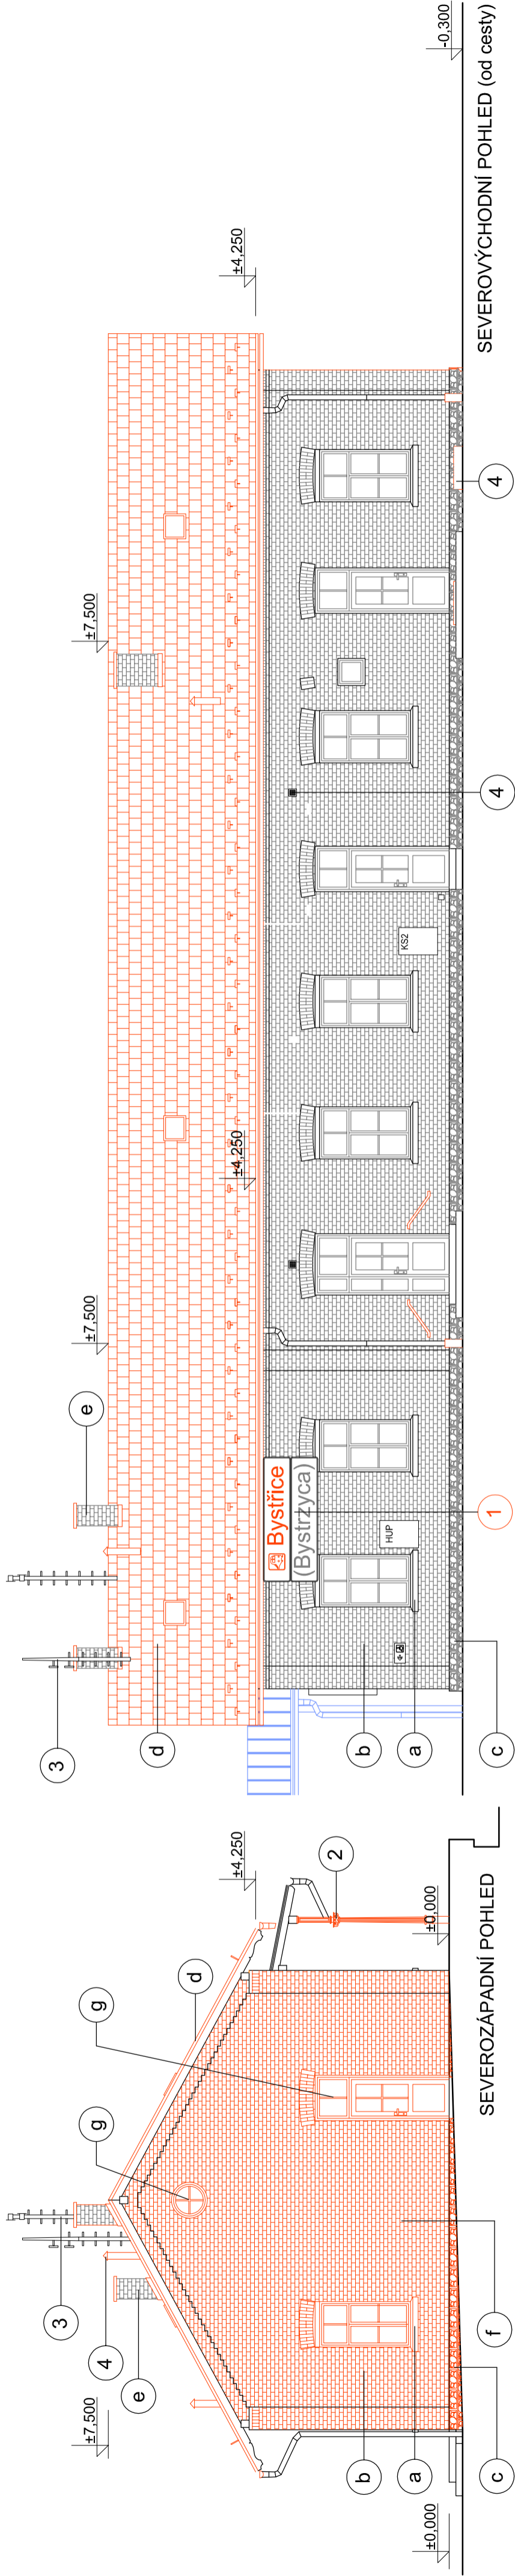 ±0,000
±7,500
3
4
e
g
g
d
±4,250
2
±0,000
b
a
c
f
SEVEROZÁPADNÍ POHLED
3
e
±7,500
±7,500
±4,250
±4,250
-0,300
d
b
a
c
Bystřice
(Bystrzyca)
HUP
KS2
1
4
4
SEVEROVÝCHODNÍ POHLED (od cesty)